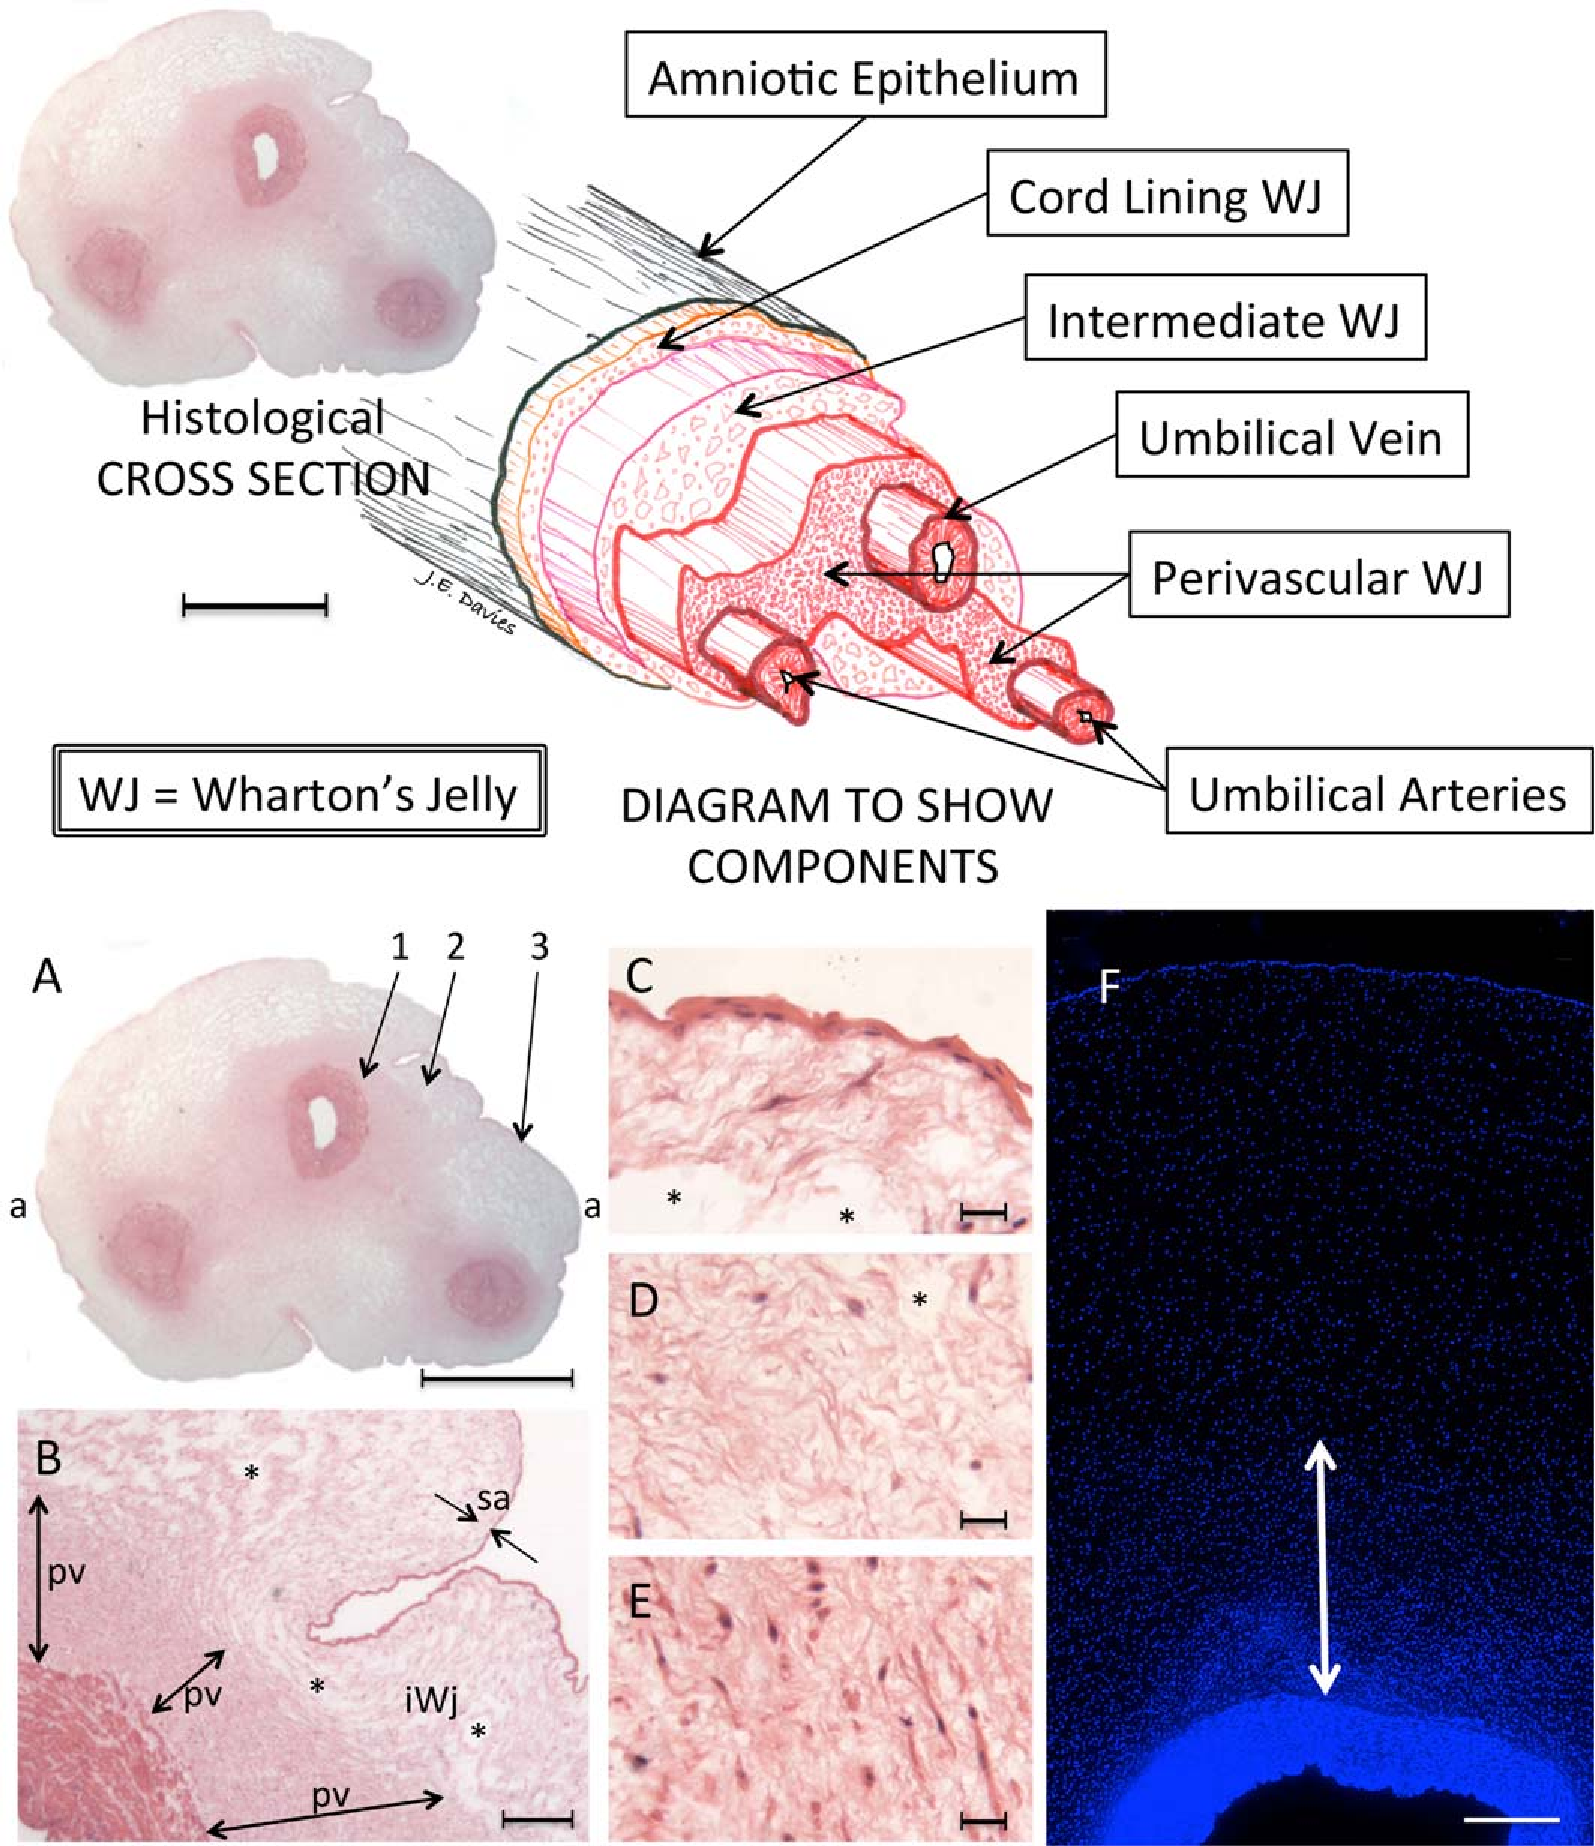 Amniotic Epithelium
Cord Lining WJ
Intermediate WJ
Histological
CROSS SECTION
Umbilical Vein
Perivascular WJ
J.E. Davies
WJ = Wharton's Jelly
DIAGRAM TO SHOW
COMPONENTS
Umbilical Arteries
A
1 2 3
a a
B
*
sa
pv
pv
*
iWj
*
pv
C
* *
D
*
E
F